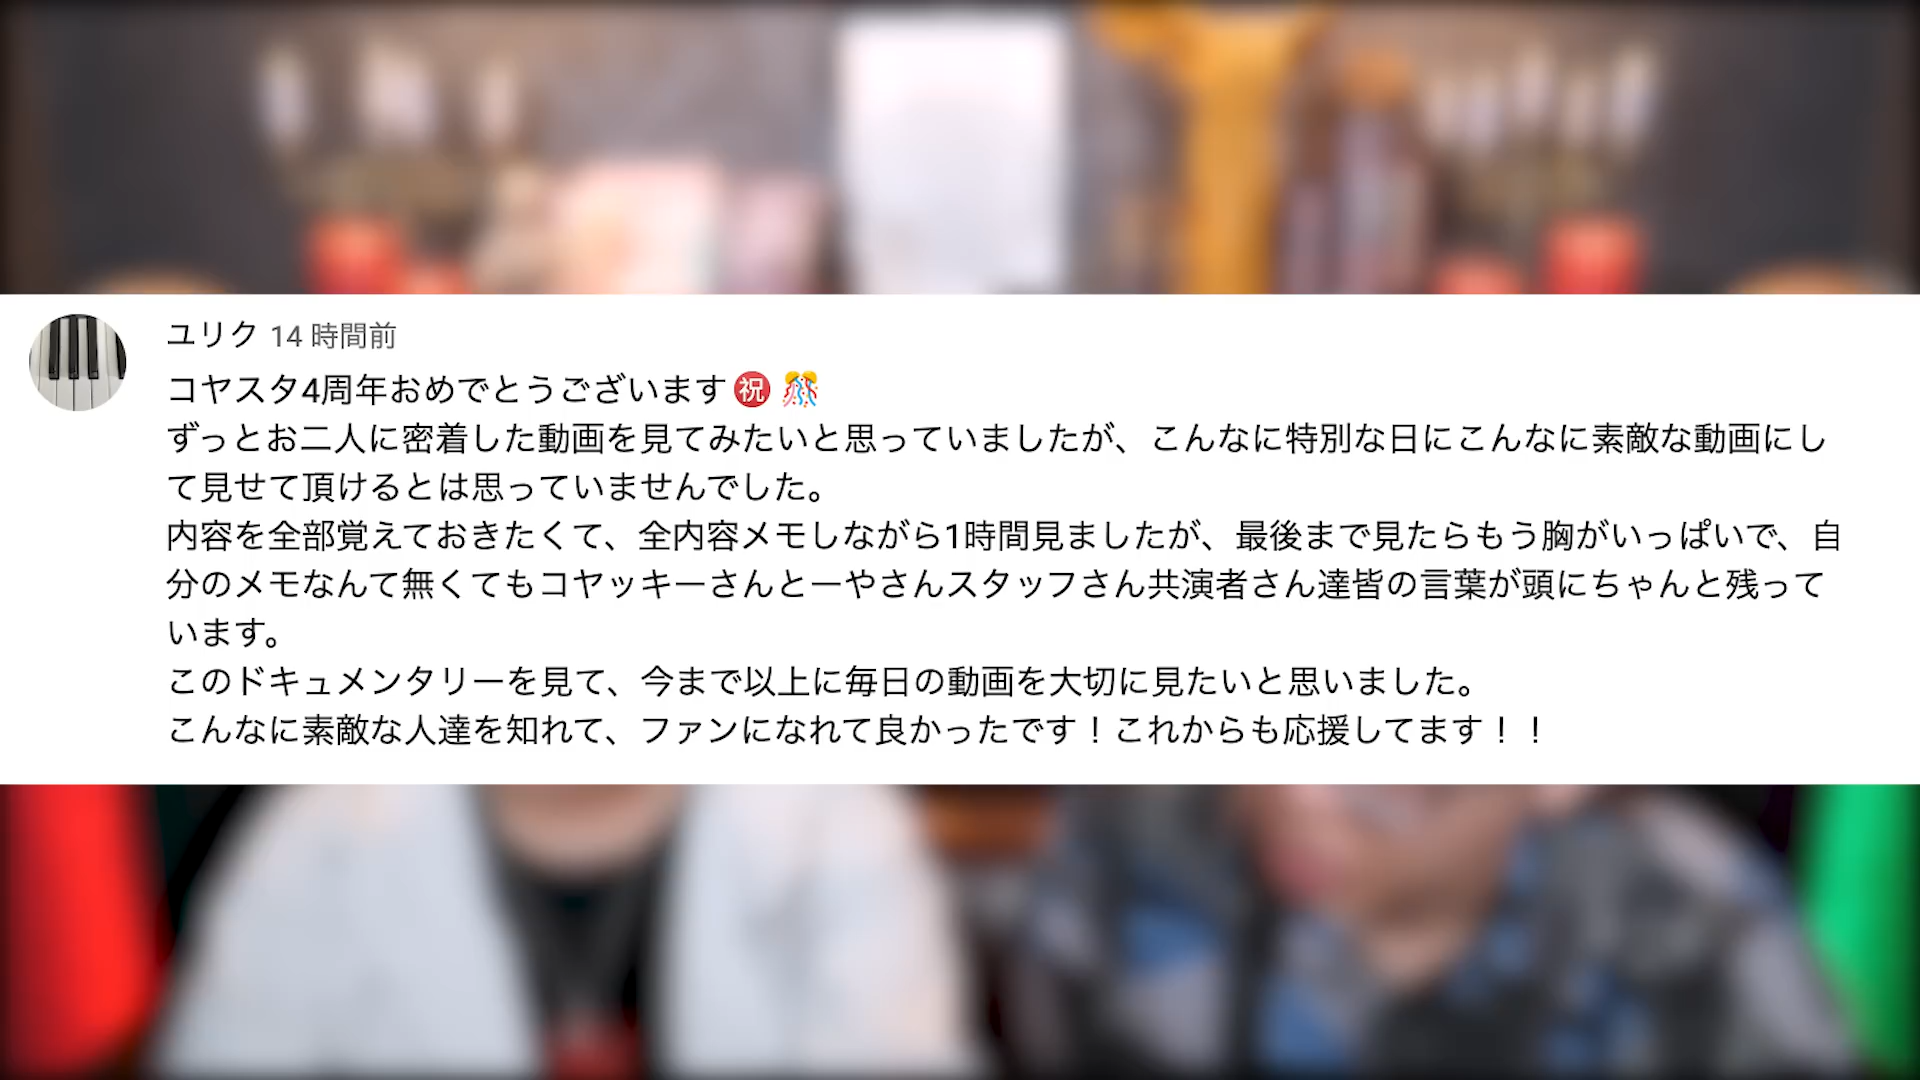 ユリク 14 時間前
コヤスタ4周年おめでとうございます㊗️🎊
ずっとお二人に密着した動画を見てみたいと思っていましたが、こんなに特別な日にこんなに素敵な動画にし
て見せて頂けるとは思っていませんでした。
内容を全部覚えておきたくて、全内容メモしながら1時間見ましたが、最後まで見たらもう胸がいっぱいで、自
分のメモなんて無くてもコヤッキーさんとーやさんスタッフさん共演者さん達皆の言葉が頭にちゃんと残って
います。
このドキュメンタリーを見て、今まで以上に毎日の動画を大切に見たいと思いました。
こんなに素敵な人達を知れて、ファンになれて良かったです！これからも応援してます！！